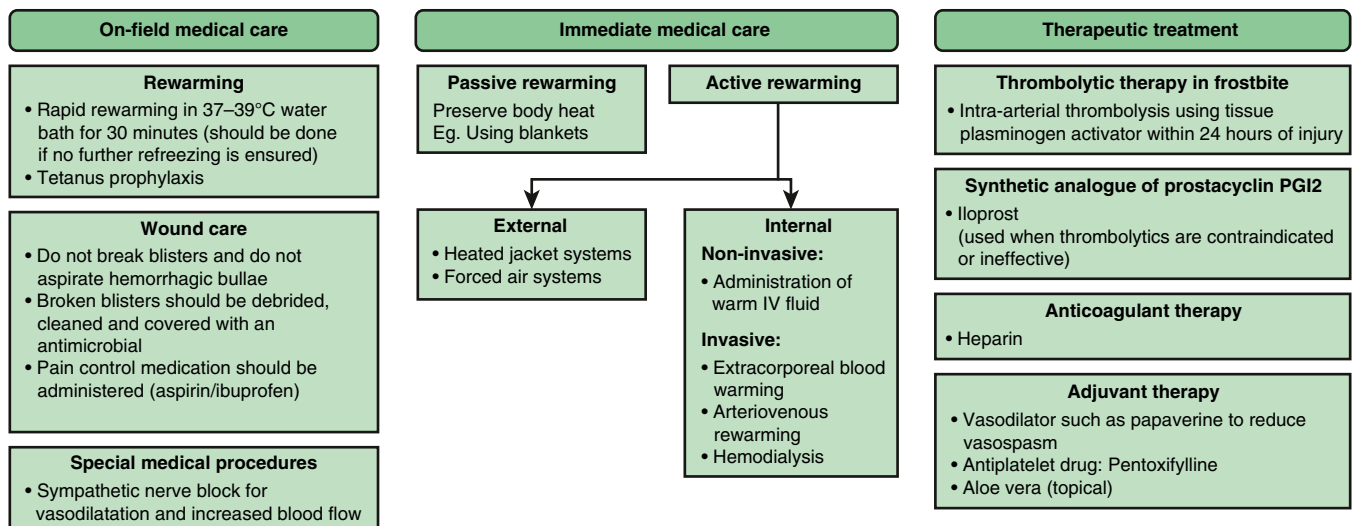 On-field medical care
Rewarming
• Rapid rewarming in 37–39°C water
bath for 30 minutes (should be done
if no further refreezing is ensured)
• Tetanus prophylaxis
Wound care
• Do not break blisters and do not
aspirate hemorrhagic bullae
• Broken blisters should be debrided,
cleaned and covered with an
antimicrobial
• Pain control medication should be
administered (aspirin/ibuprofen)
Special medical procedures
• Sympathetic nerve block for
vasodilatation and increased blood flow
Immediate medical care
Passive rewarming
Preserve body heat
Eg. Using blankets
Active rewarming
External
• Heated jacket systems
• Forced air systems
Internal
Non-invasive:
• Administration of
warm IV fluid
Invasive:
• Extracorporeal blood
warming
• Arteriovenous
rewarming
• Hemodialysis
Therapeutic treatment
Thrombolytic therapy in frostbite
• Intra-arterial thrombolysis using tissue
plasminogen activator within 24 hours of injury
Synthetic analogue of prostacyclin PGI2
• Iloprost
(used when thrombolytics are contraindicated
or ineffective)
Anticoagulant therapy
• Heparin
Adjuvant therapy
• Vasodilator such as papaverine to reduce
vasospasm
• Antiplatelet drug: Pentoxifylline
• Aloe vera (topical)